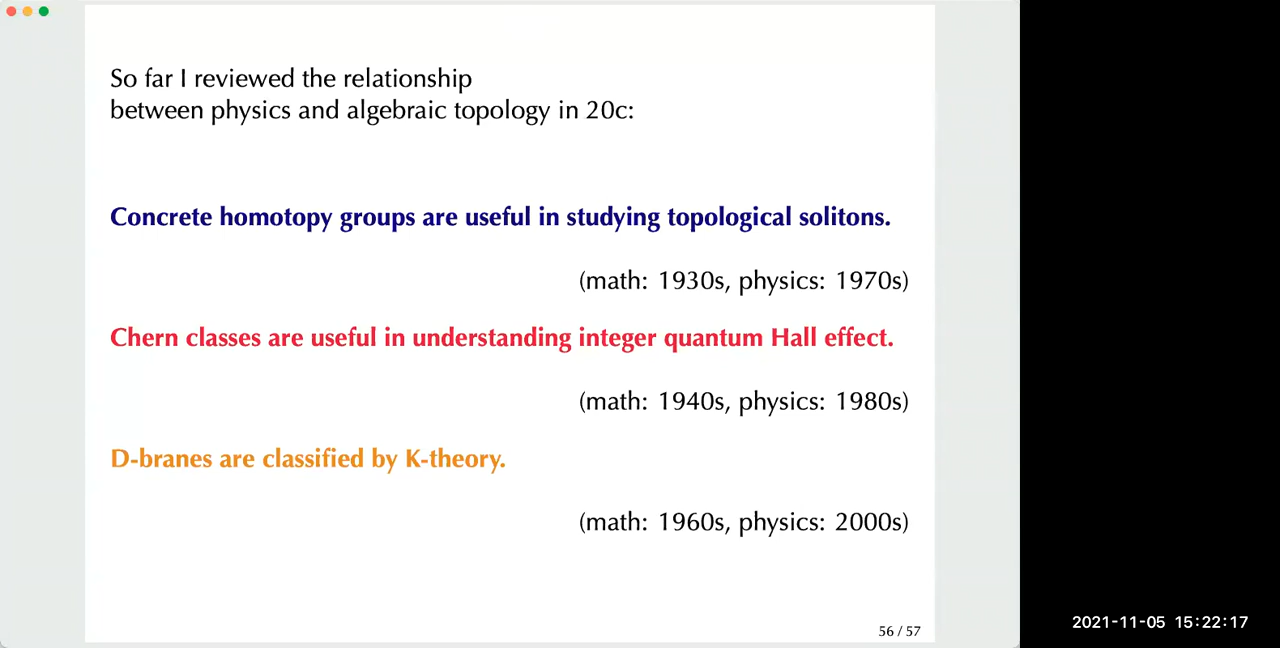 So far I reviewed the relationship
between physics and algebraic topology in 20c:
Concrete homotopy groups are useful in studying topological solitons.
(math: 1930s, physics: 1970s)
Chern classes are useful in understanding integer quantum Hall effect.
(math: 1940s, physics: 1980s)
D-branes are classified by K-theory.
(math: 1960s, physics: 2000s)
56 / 57
2021-11-05 15:22:17